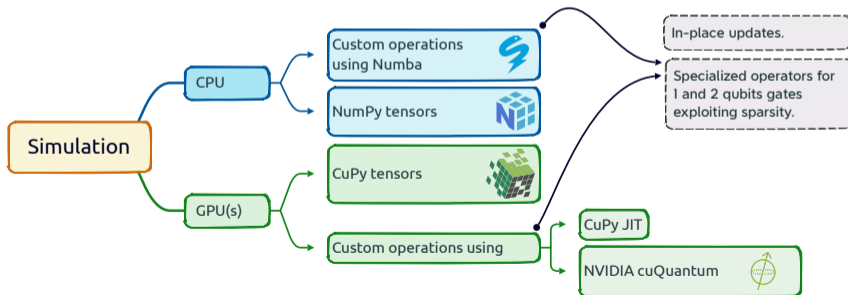 Simulation
CPU
Custom operations
using Numba
NumPy tensors
GPU(s)
CuPy tensors
Custom operations using
CuPy JIT
NVIDIA cuQuantum
In-place updates.
Specialized operators for
1 and 2 qubits gates
exploiting sparsity.